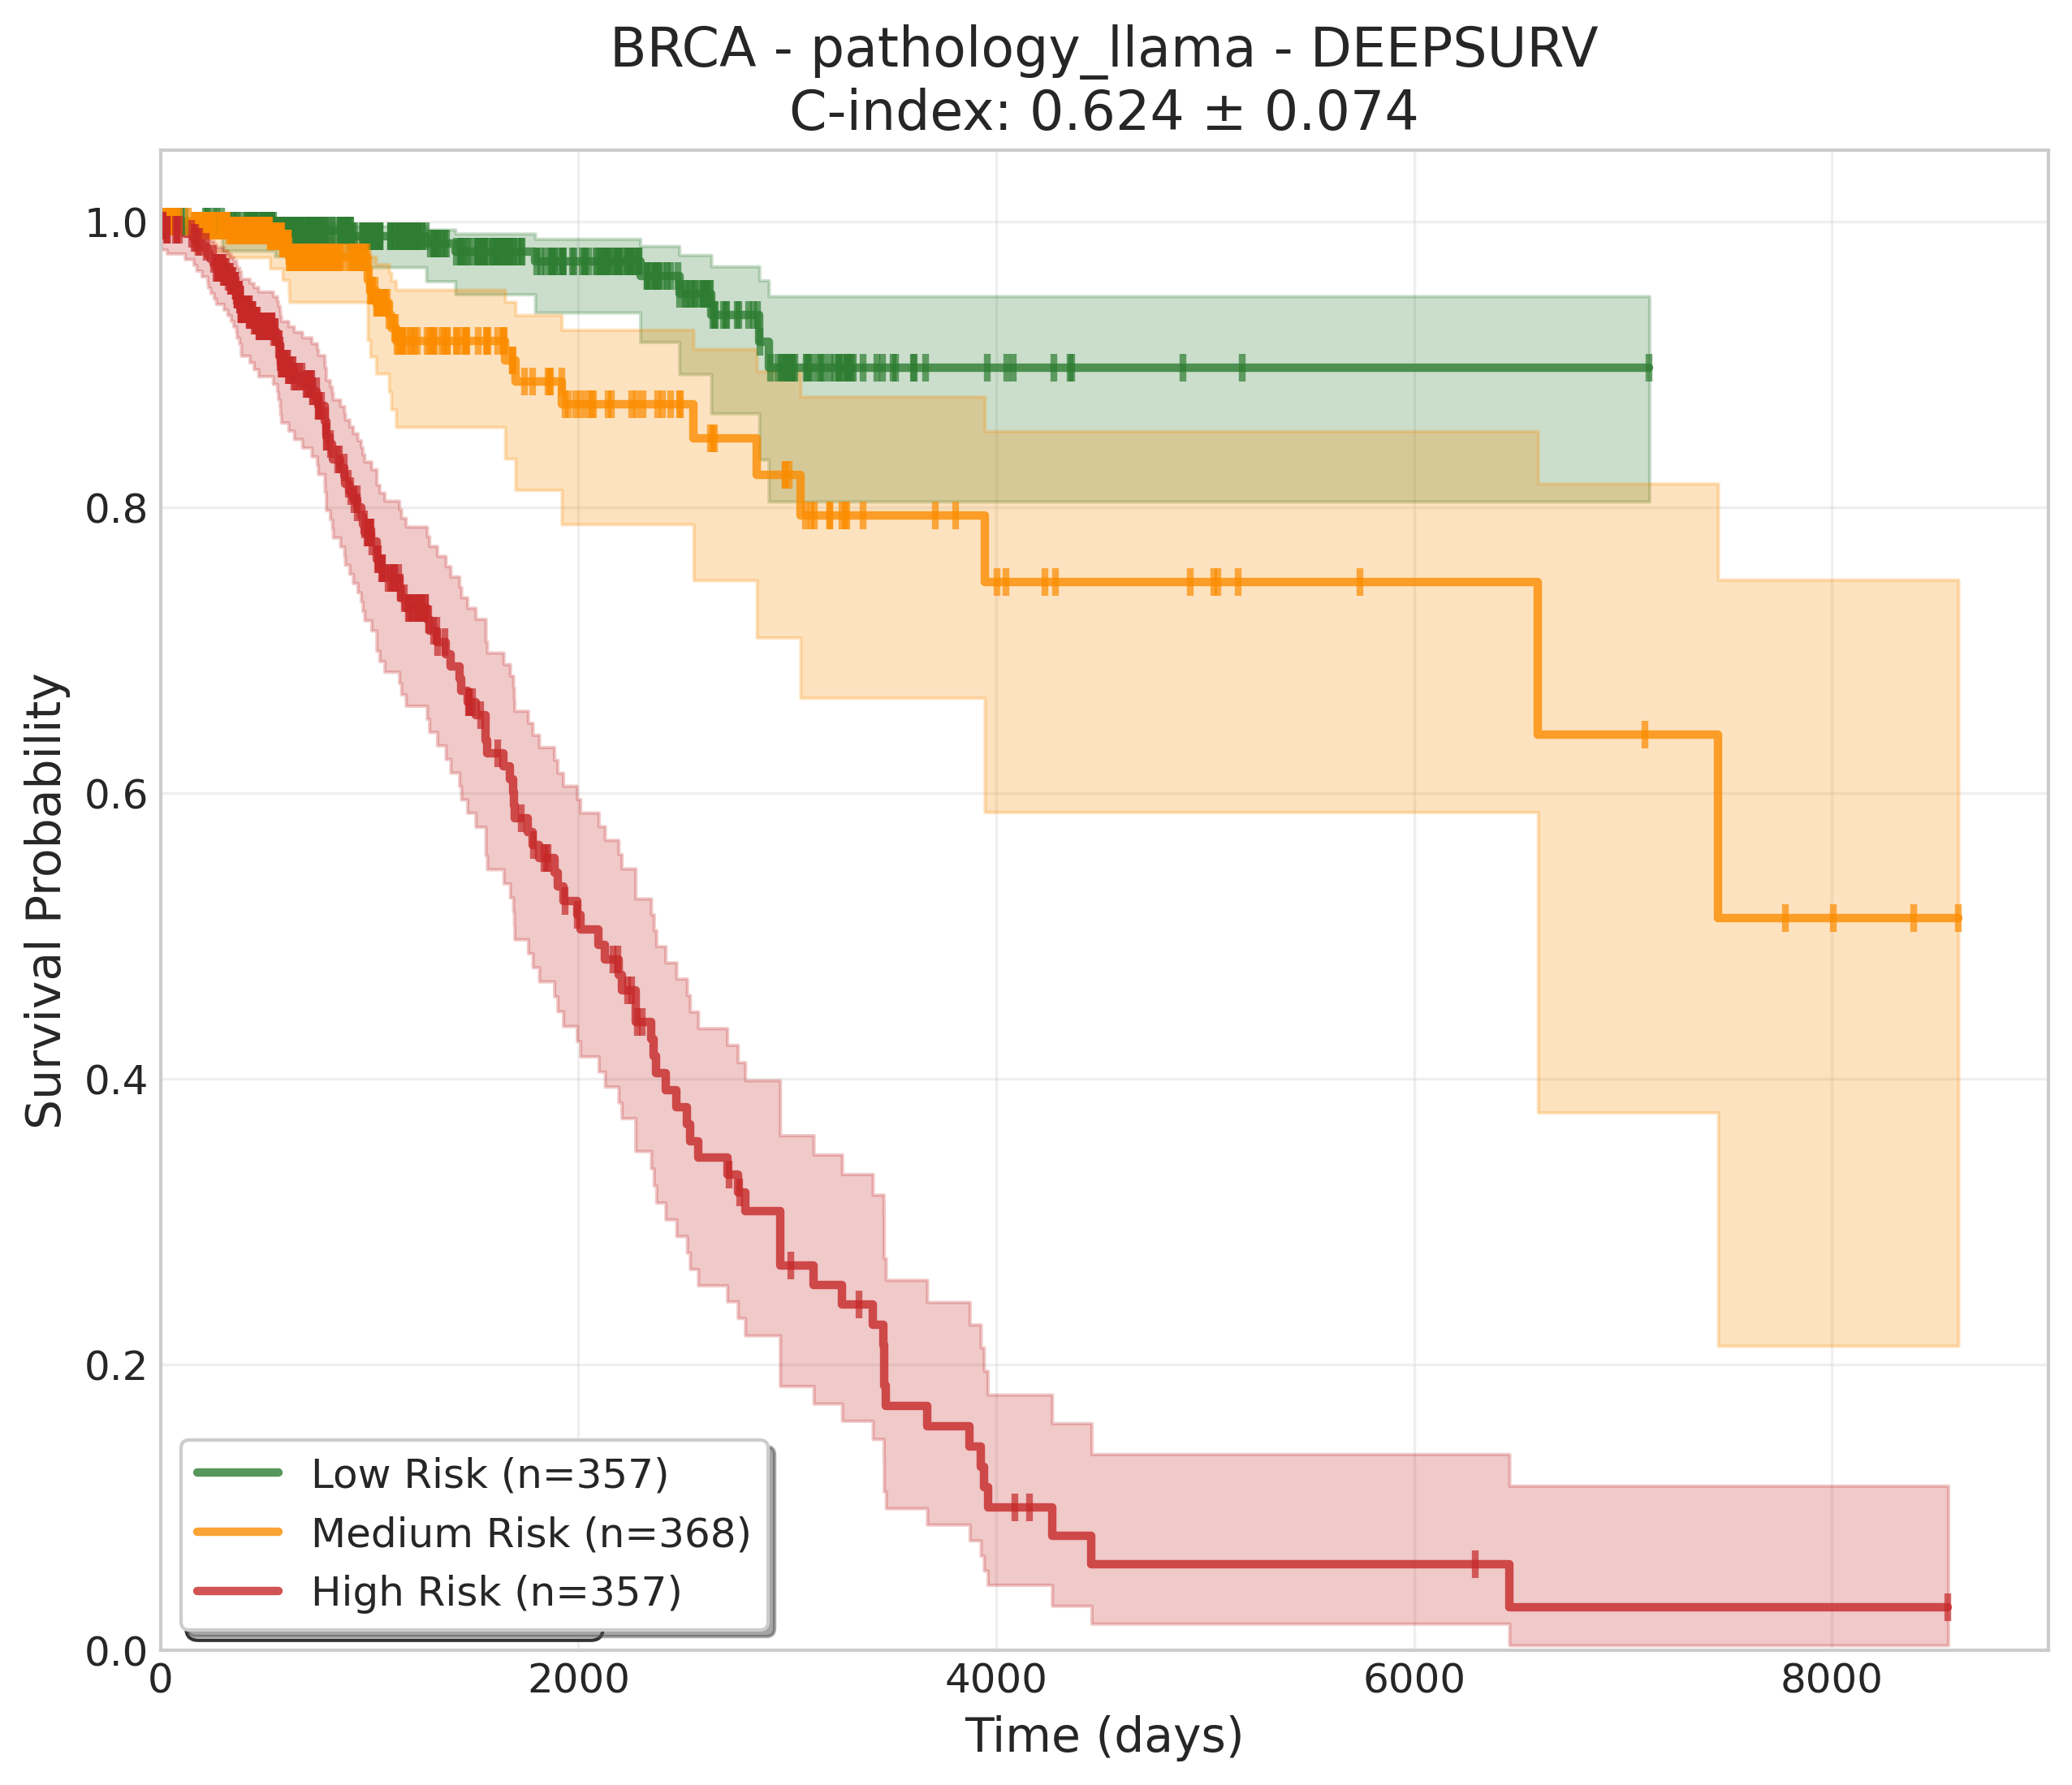 BRCA - pathology_llama - DEEPSURV
C-index: 0.624 ± 0.074
Survival Probability
1.0
0.8
0.6
0.4
0.2
0.0
Low Risk (n=357)
Medium Risk (n=368)
High Risk (n=357)
0 2000 4000 6000 8000
Time (days)